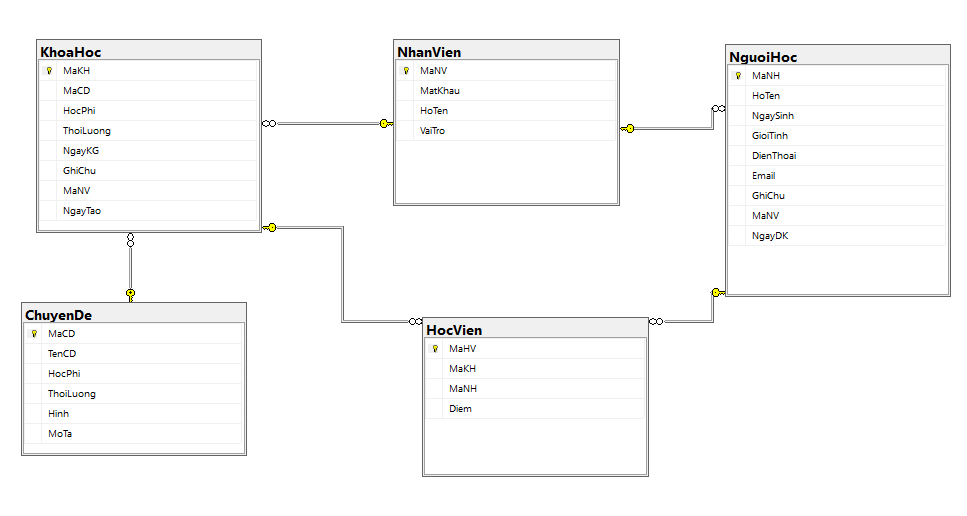 KhoaHoc
MaKH
MaCD
HocPhi
ThoiLuong
NgayKG
GhiChu
MaNV
NgayTao
NhanVien
MaNV
MatKhau
HoTen
VaiTro
NguoiHoc
MaNH
HoTen
NgaySinh
GioiTinh
DienThoai
Email
GhiChu
MaNV
NgayDK
ChuyenDe
MaCD
TenCD
HocPhi
ThoiLuong
Hinh
MoTa
HocVien
MaHV
MaKH
MaNH
Diem